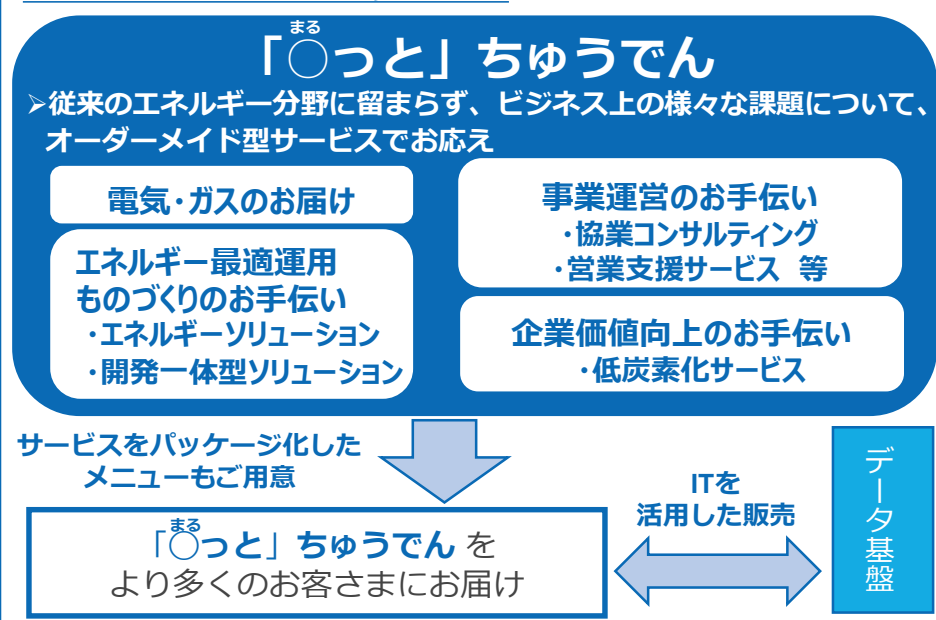 「○っと」ちゅうでん
まる
➢従来のエネルギー分野に留まらず、ビジネス上の様々な課題について、
オーダーメイド型サービスでお応え
電気・ガスのお届け
エネルギー最適運用
ものづくりのお手伝い
・エネルギーソリューション
・開発一体型ソリューション
事業運営のお手伝い
・協業コンサルティング
・営業支援サービス 等
企業価値向上のお手伝い
・低炭素化サービス
サービスをパッケージ化した
メニューもご用意
まる
「○っと」ちゅうでん を
より多くのお客さまにお届け
ITを
活用した販売
データ基盤